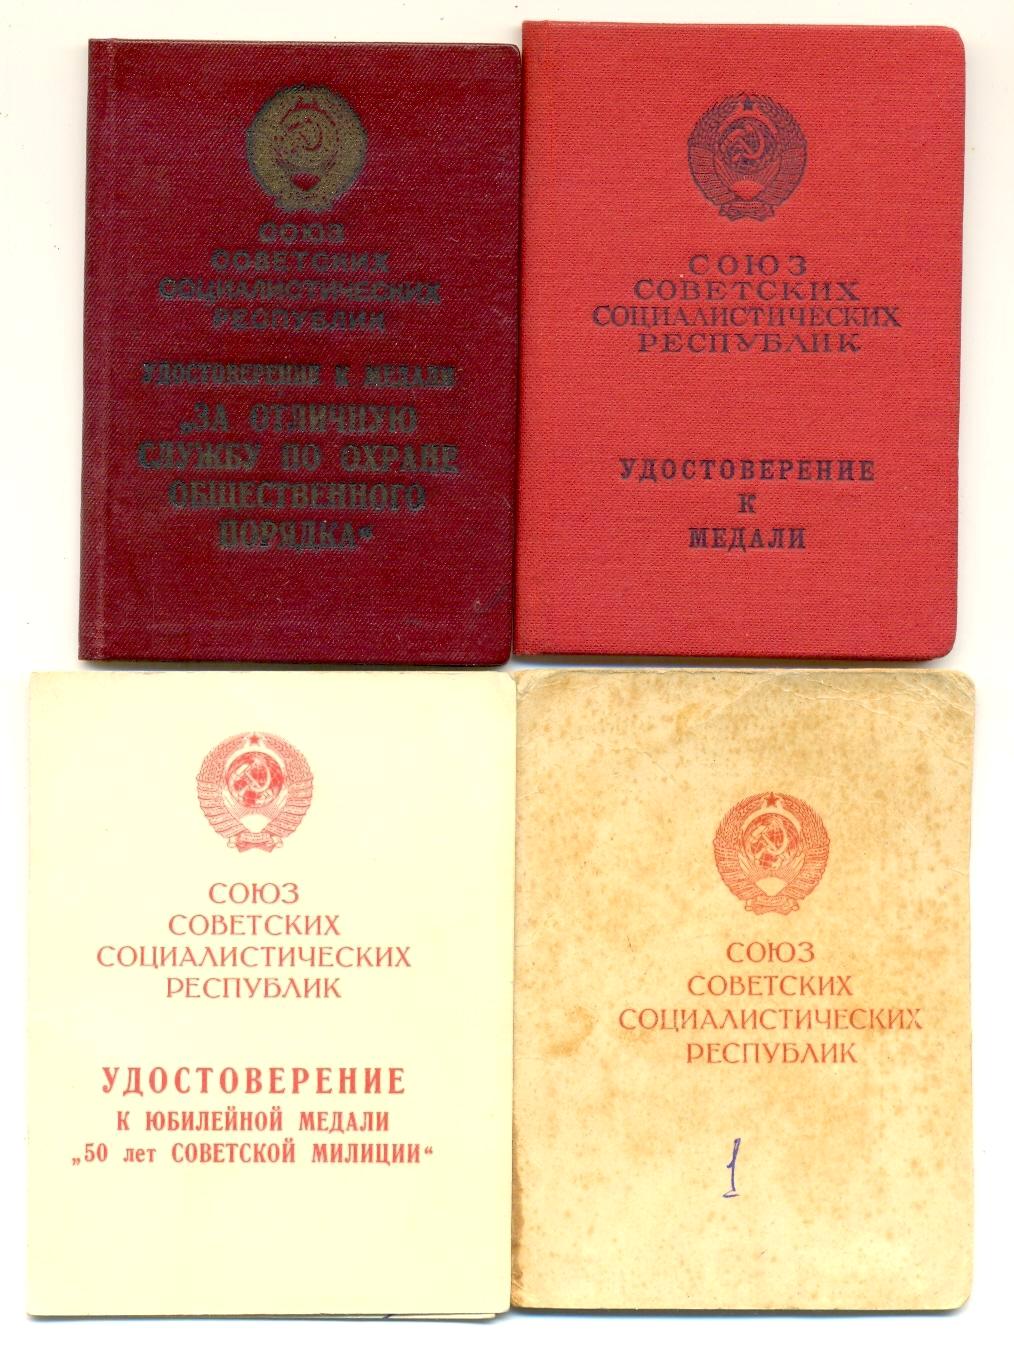 СОЮЗ
СОВЕТСКИХ
СОЦИАЛИСТИЧЕСКИХ
РЕСПУБЛИК
УДОСТОВЕРЕНИЕ К МЕДАЛИ
„ЗА ОТЛИЧНУЮ
СЛУЖБУ ПО ОХРАНЕ
ОБЩЕСТВЕННОГО
ПОРЯДКА“
СОЮЗ
СОВЕТСКИХ
СОЦИАЛИСТИЧЕСКИХ
РЕСПУБЛИК
УДОСТОВЕРЕНИЕ
К
МЕДАЛИ
СОЮЗ
СОВЕТСКИХ
СОЦИАЛИСТИЧЕСКИХ
РЕСПУБЛИК
УДОСТОВЕРЕНИЕ
К ЮБИЛЕЙНОЙ МЕДАЛИ
„50 лет СОВЕТСКОЙ МИЛИЦИИ“
СОЮЗ
СОВЕТСКИХ
СОЦИАЛИСТИЧЕСКИХ
РЕСПУБЛИК
1